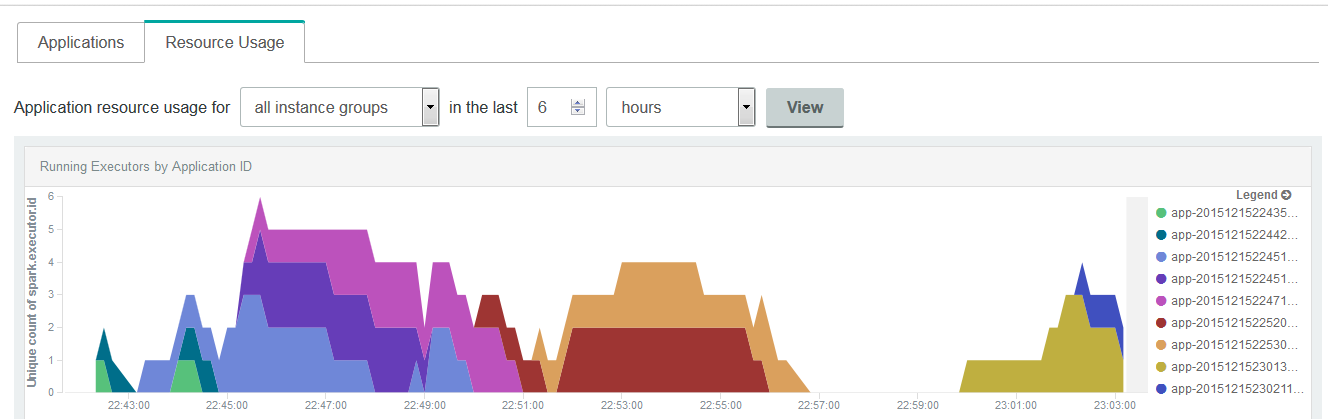 Applications Resource Usage
Application resource usage for all instance groups in the last 6 hours View
Running Executors by Application ID
Unique count of spark.executor.id
6
5
4
3
2
1
0
22:43:00 22:45:00 22:47:00 22:49:00 22:51:00 22:53:00 22:55:00 22:57:00 22:59:00 23:01:00 23:03:00
Legend
app-2015121522435...
app-2015121522442...
app-2015121522451...
app-2015121522451...
app-2015121522471...
app-2015121522520...
app-2015121522530...
app-2015121523013...
app-20151215230211...